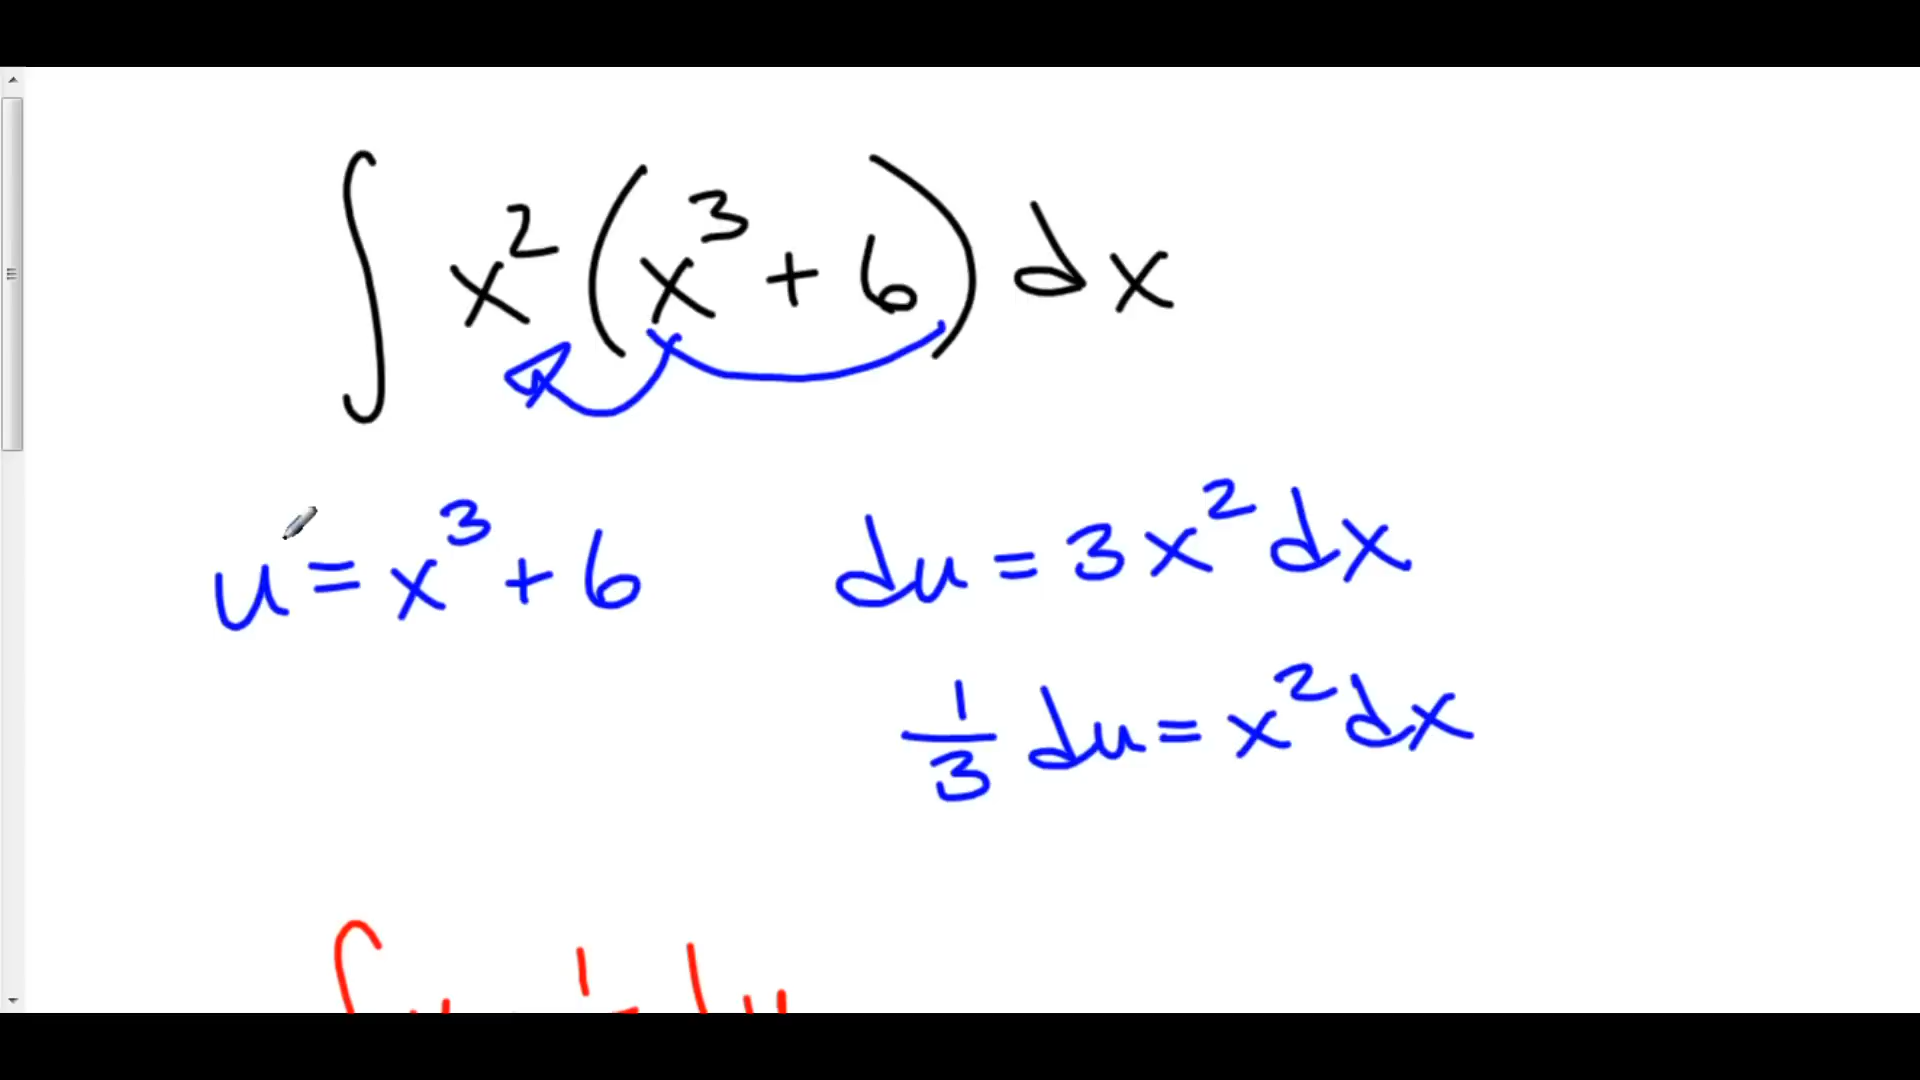 ∫ x² (x³ + 6) dx
u = x³ + 6 du = 3x² dx
1/3 du = x² dx